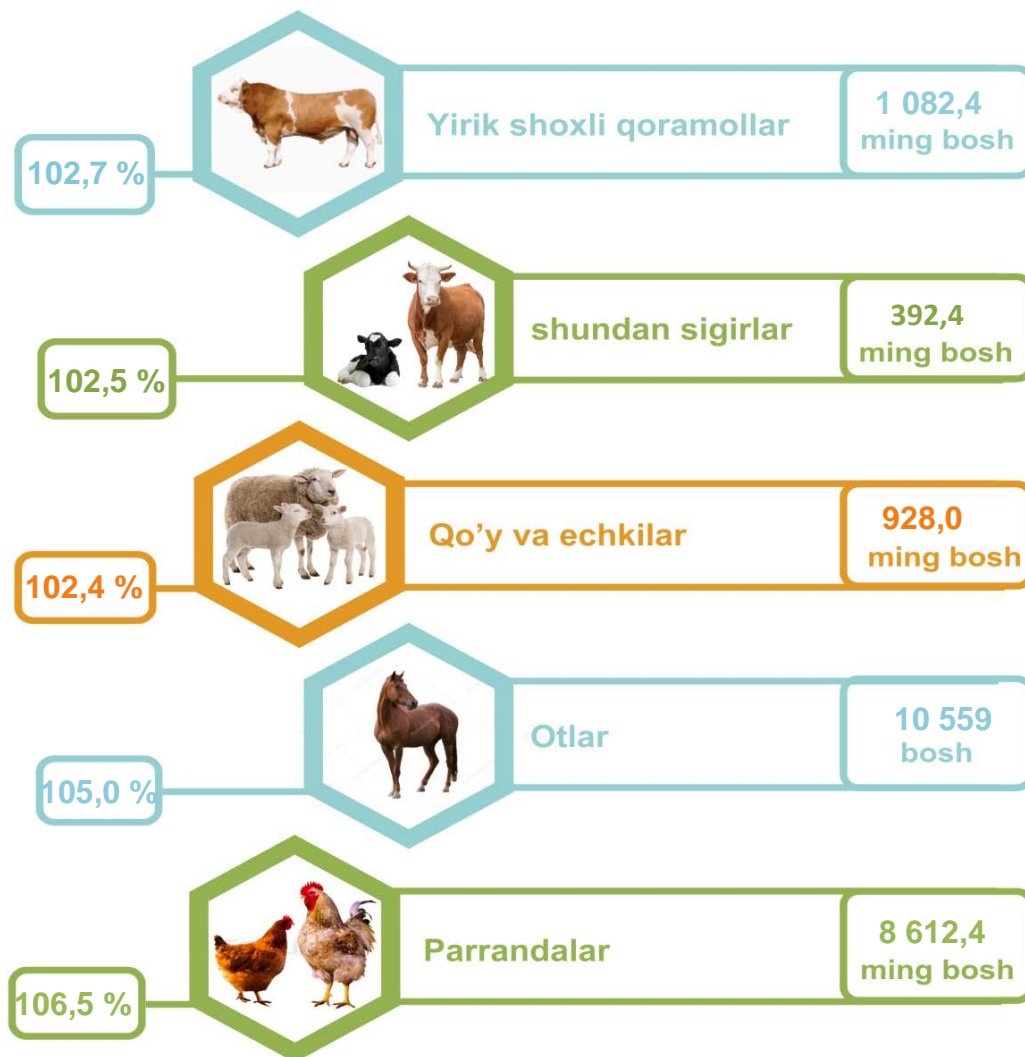 Yirik shoxli qoramollar
1 082,4
ming bosh
102,7 %
shundan sigirlar
392,4
ming bosh
102,5 %
Qo’y va echkilar
928,0
ming bosh
102,4 %
Otlar
10 559
bosh
105,0 %
Parrandalar
8 612,4
ming bosh
106,5 %